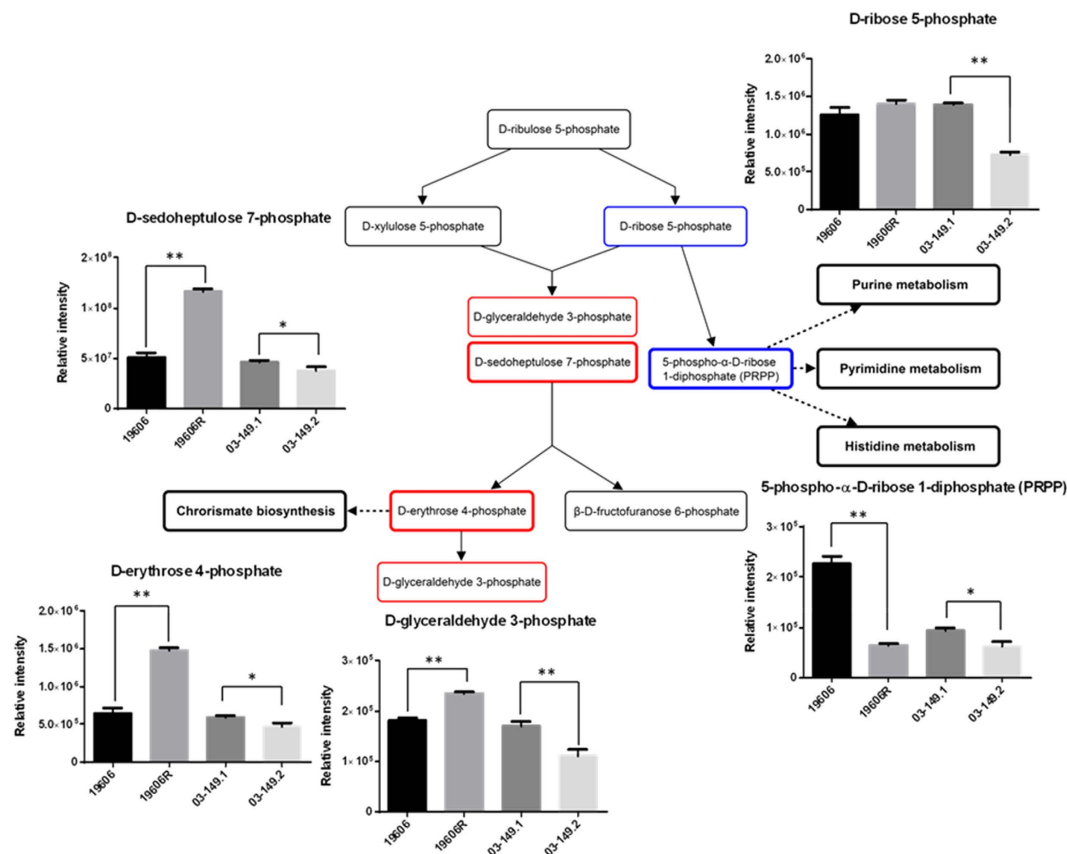 D-ribose 5-phosphate
Relative intensity
2.0×10⁶
1.5×10⁶
1.0×10⁶
5.0×10⁵
0
**
19606
19606R
03-149.1
03-149.2
D-ribulose 5-phosphate
D-xylulose 5-phosphate
D-ribose 5-phosphate
D-sedoheptulose 7-phosphate
Relative intensity
2×10⁸
1×10⁸
5×10⁷
0
**
*
19606
19606R
03-149.1
03-149.2
D-glyceraldehyde 3-phosphate
D-sedoheptulose 7-phosphate
5-phospho-α-D-ribose
1-diphosphate (PRPP)
Purine metabolism
Pyrimidine metabolism
Histidine metabolism
Chrorismate biosynthesis
D-erythrose 4-phosphate
β-D-fructofuranose 6-phosphate
D-glyceraldehyde 3-phosphate
5-phospho-α-D-ribose 1-diphosphate (PRPP)
Relative intensity
3×10⁵
2×10⁵
1×10⁵
0
**
*
19606
19606R
03-149.1
03-149.2
D-erythrose 4-phosphate
Relative intensity
2.0×10⁶
1.5×10⁶
1.0×10⁶
5.0×10⁵
0
**
*
19606
19606R
03-149.1
03-149.2
D-glyceraldehyde 3-phosphate
Relative intensity
3×10⁵
2×10⁵
1×10⁵
0
**
**
19606
19606R
03-149.1
03-149.2